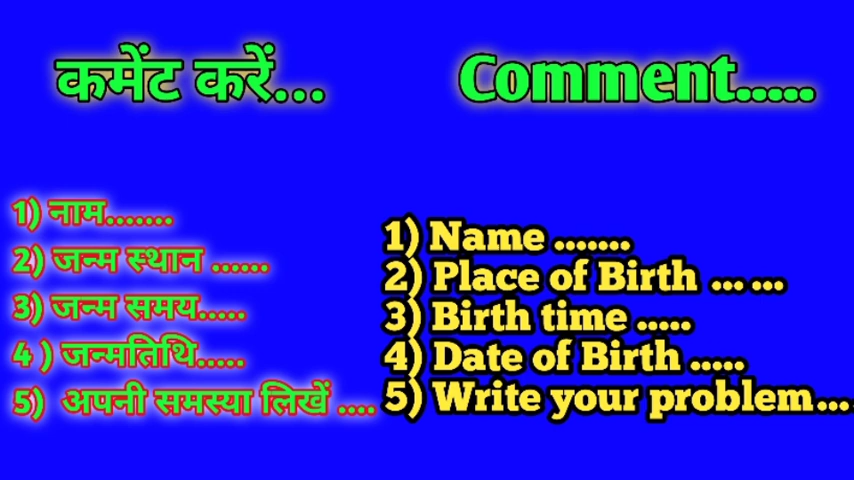 कमेंट करें...
Comment.....
1) नाम.......
2) जन्म स्थान ......
3) जन्म समय.....
4 ) जन्मतिथि.....
5) अपनी समस्या लिखें ....
1) Name .......
2) Place of Birth ... ...
3) Birth time .....
4) Date of Birth .....
5) Write your problem...